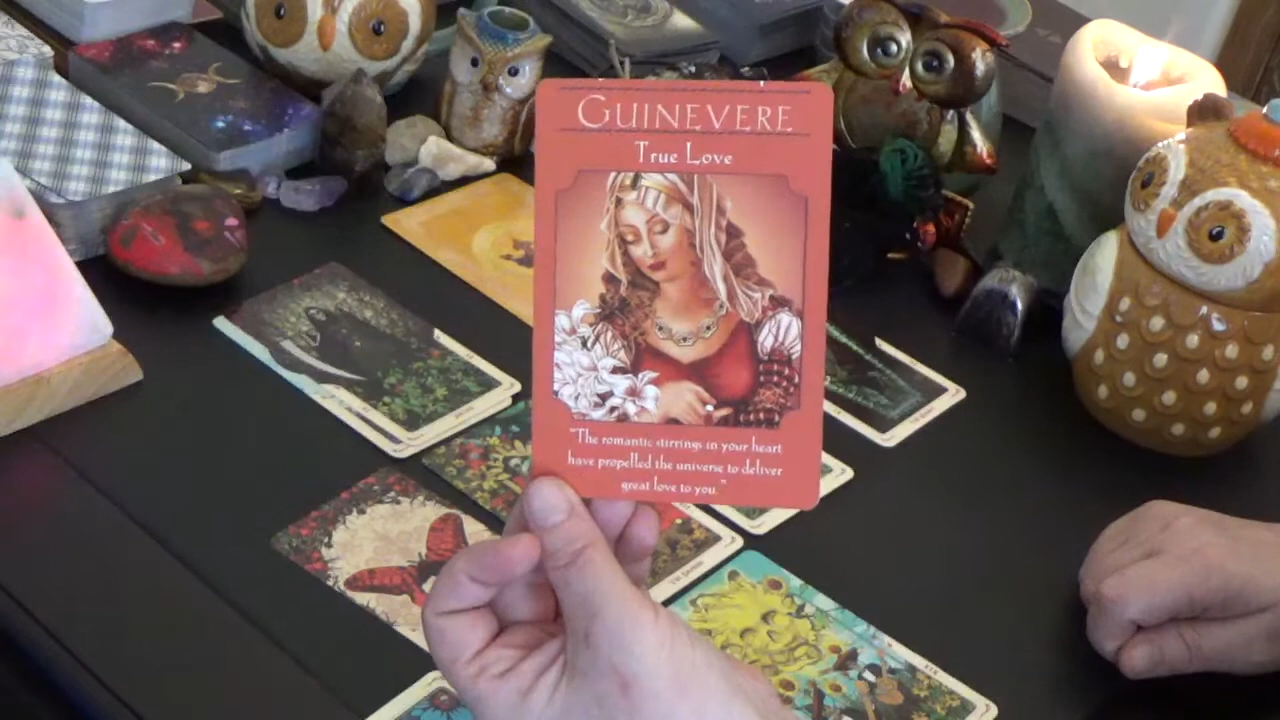 GUINEVERE
True Love
"The romantic stirrings in your heart
have propelled the universe to deliver
great love to you."
XIX